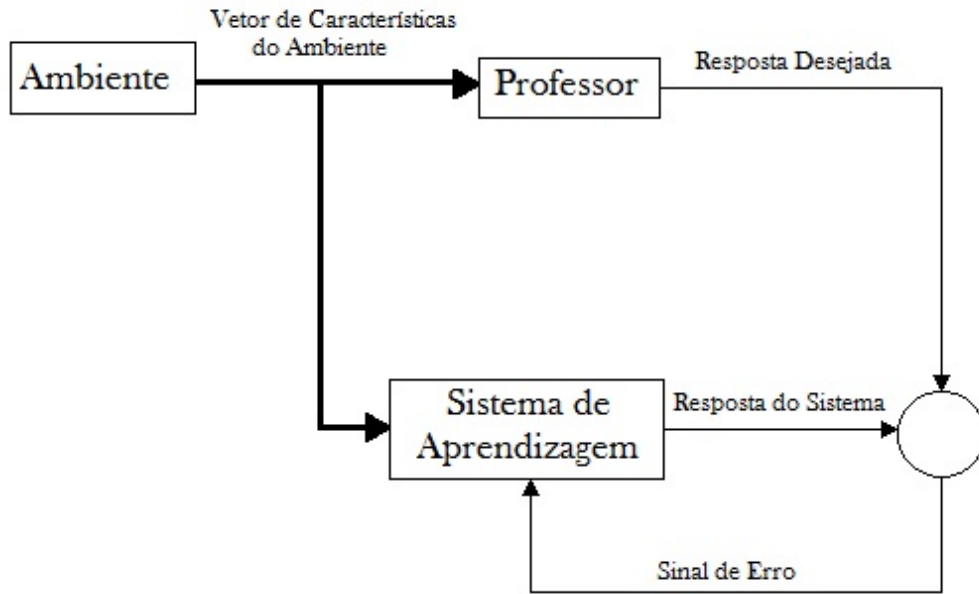 Vetor de Características
do Ambiente
Ambiente
Professor
Resposta Desejada
Sistema de
Aprendizagem
Resposta do Sistema
Sinal de Erro